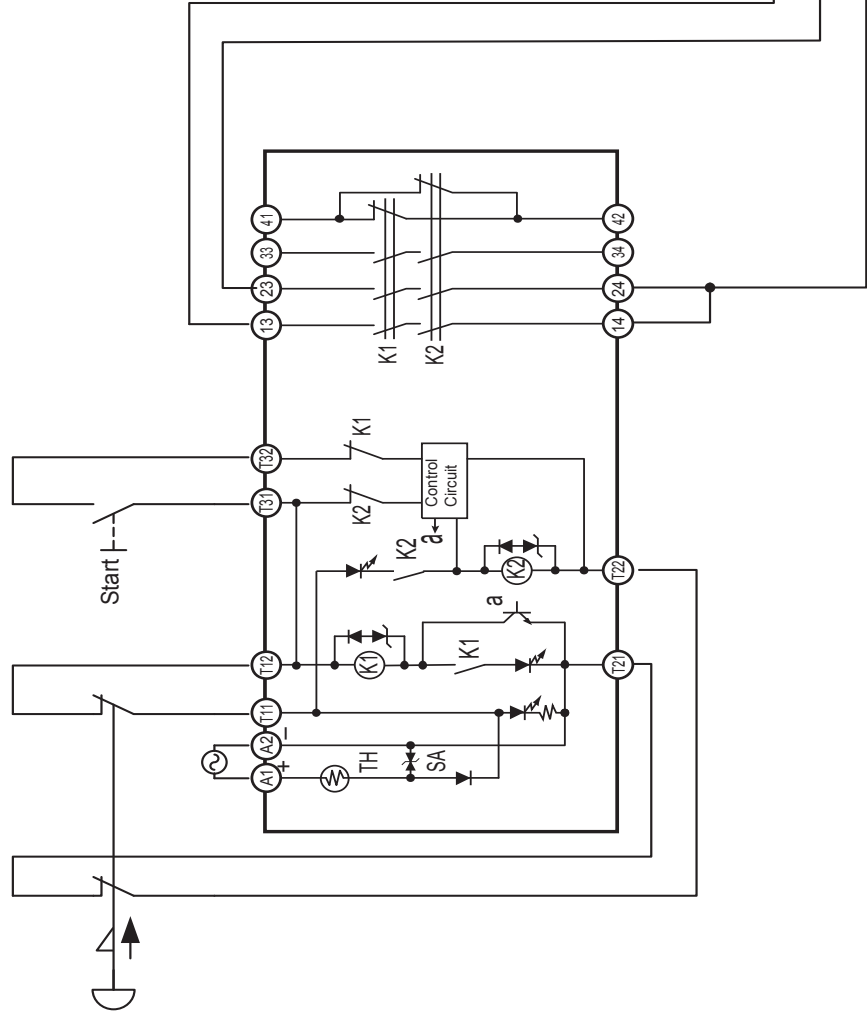 41
33
23
13
42
34
24
14
K1
K2
T32
T31
K1
K2
Control
Circuit
a
Start
K2
K2
T22
a
T12
K1
K1
T21
T11
A2
−
A1
+
TH
SA